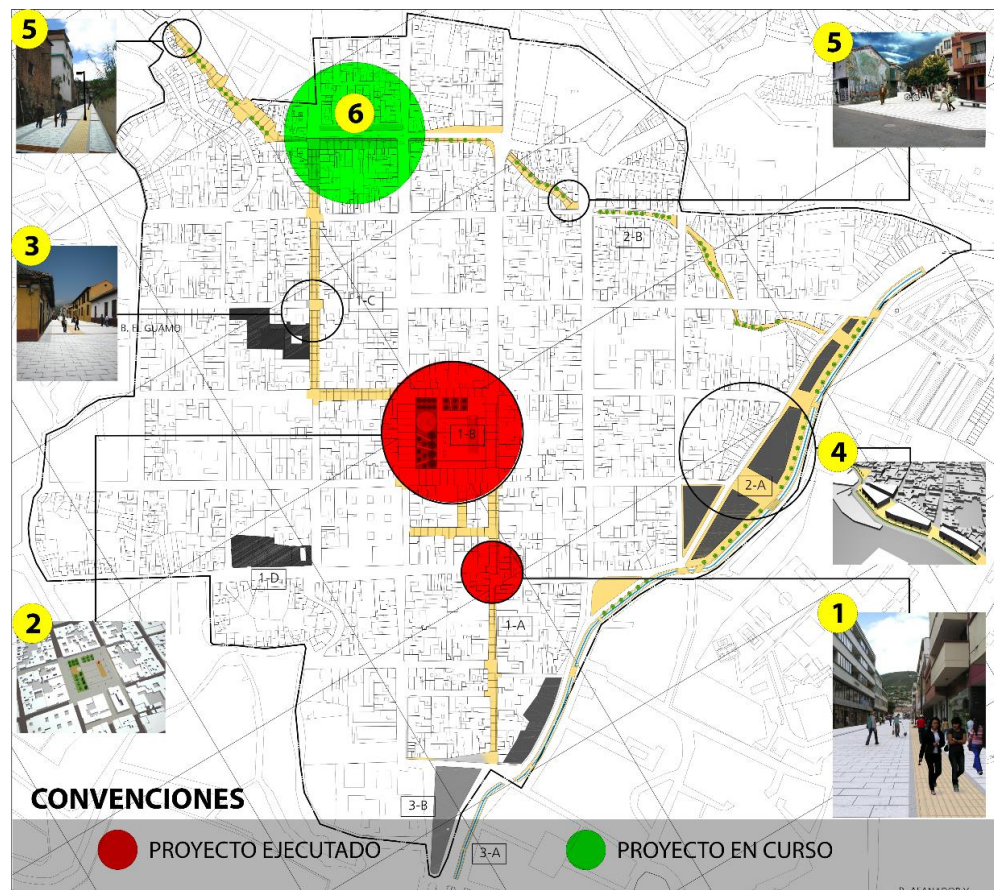 5
5
6
2-B
3
1-C
B. EL GUAMO
1-B
4
2-A
1-D
2
1
1-A
CONVENCIONES
3-B
PROYECTO EJECUTADO
PROYECTO EN CURSO
3-A